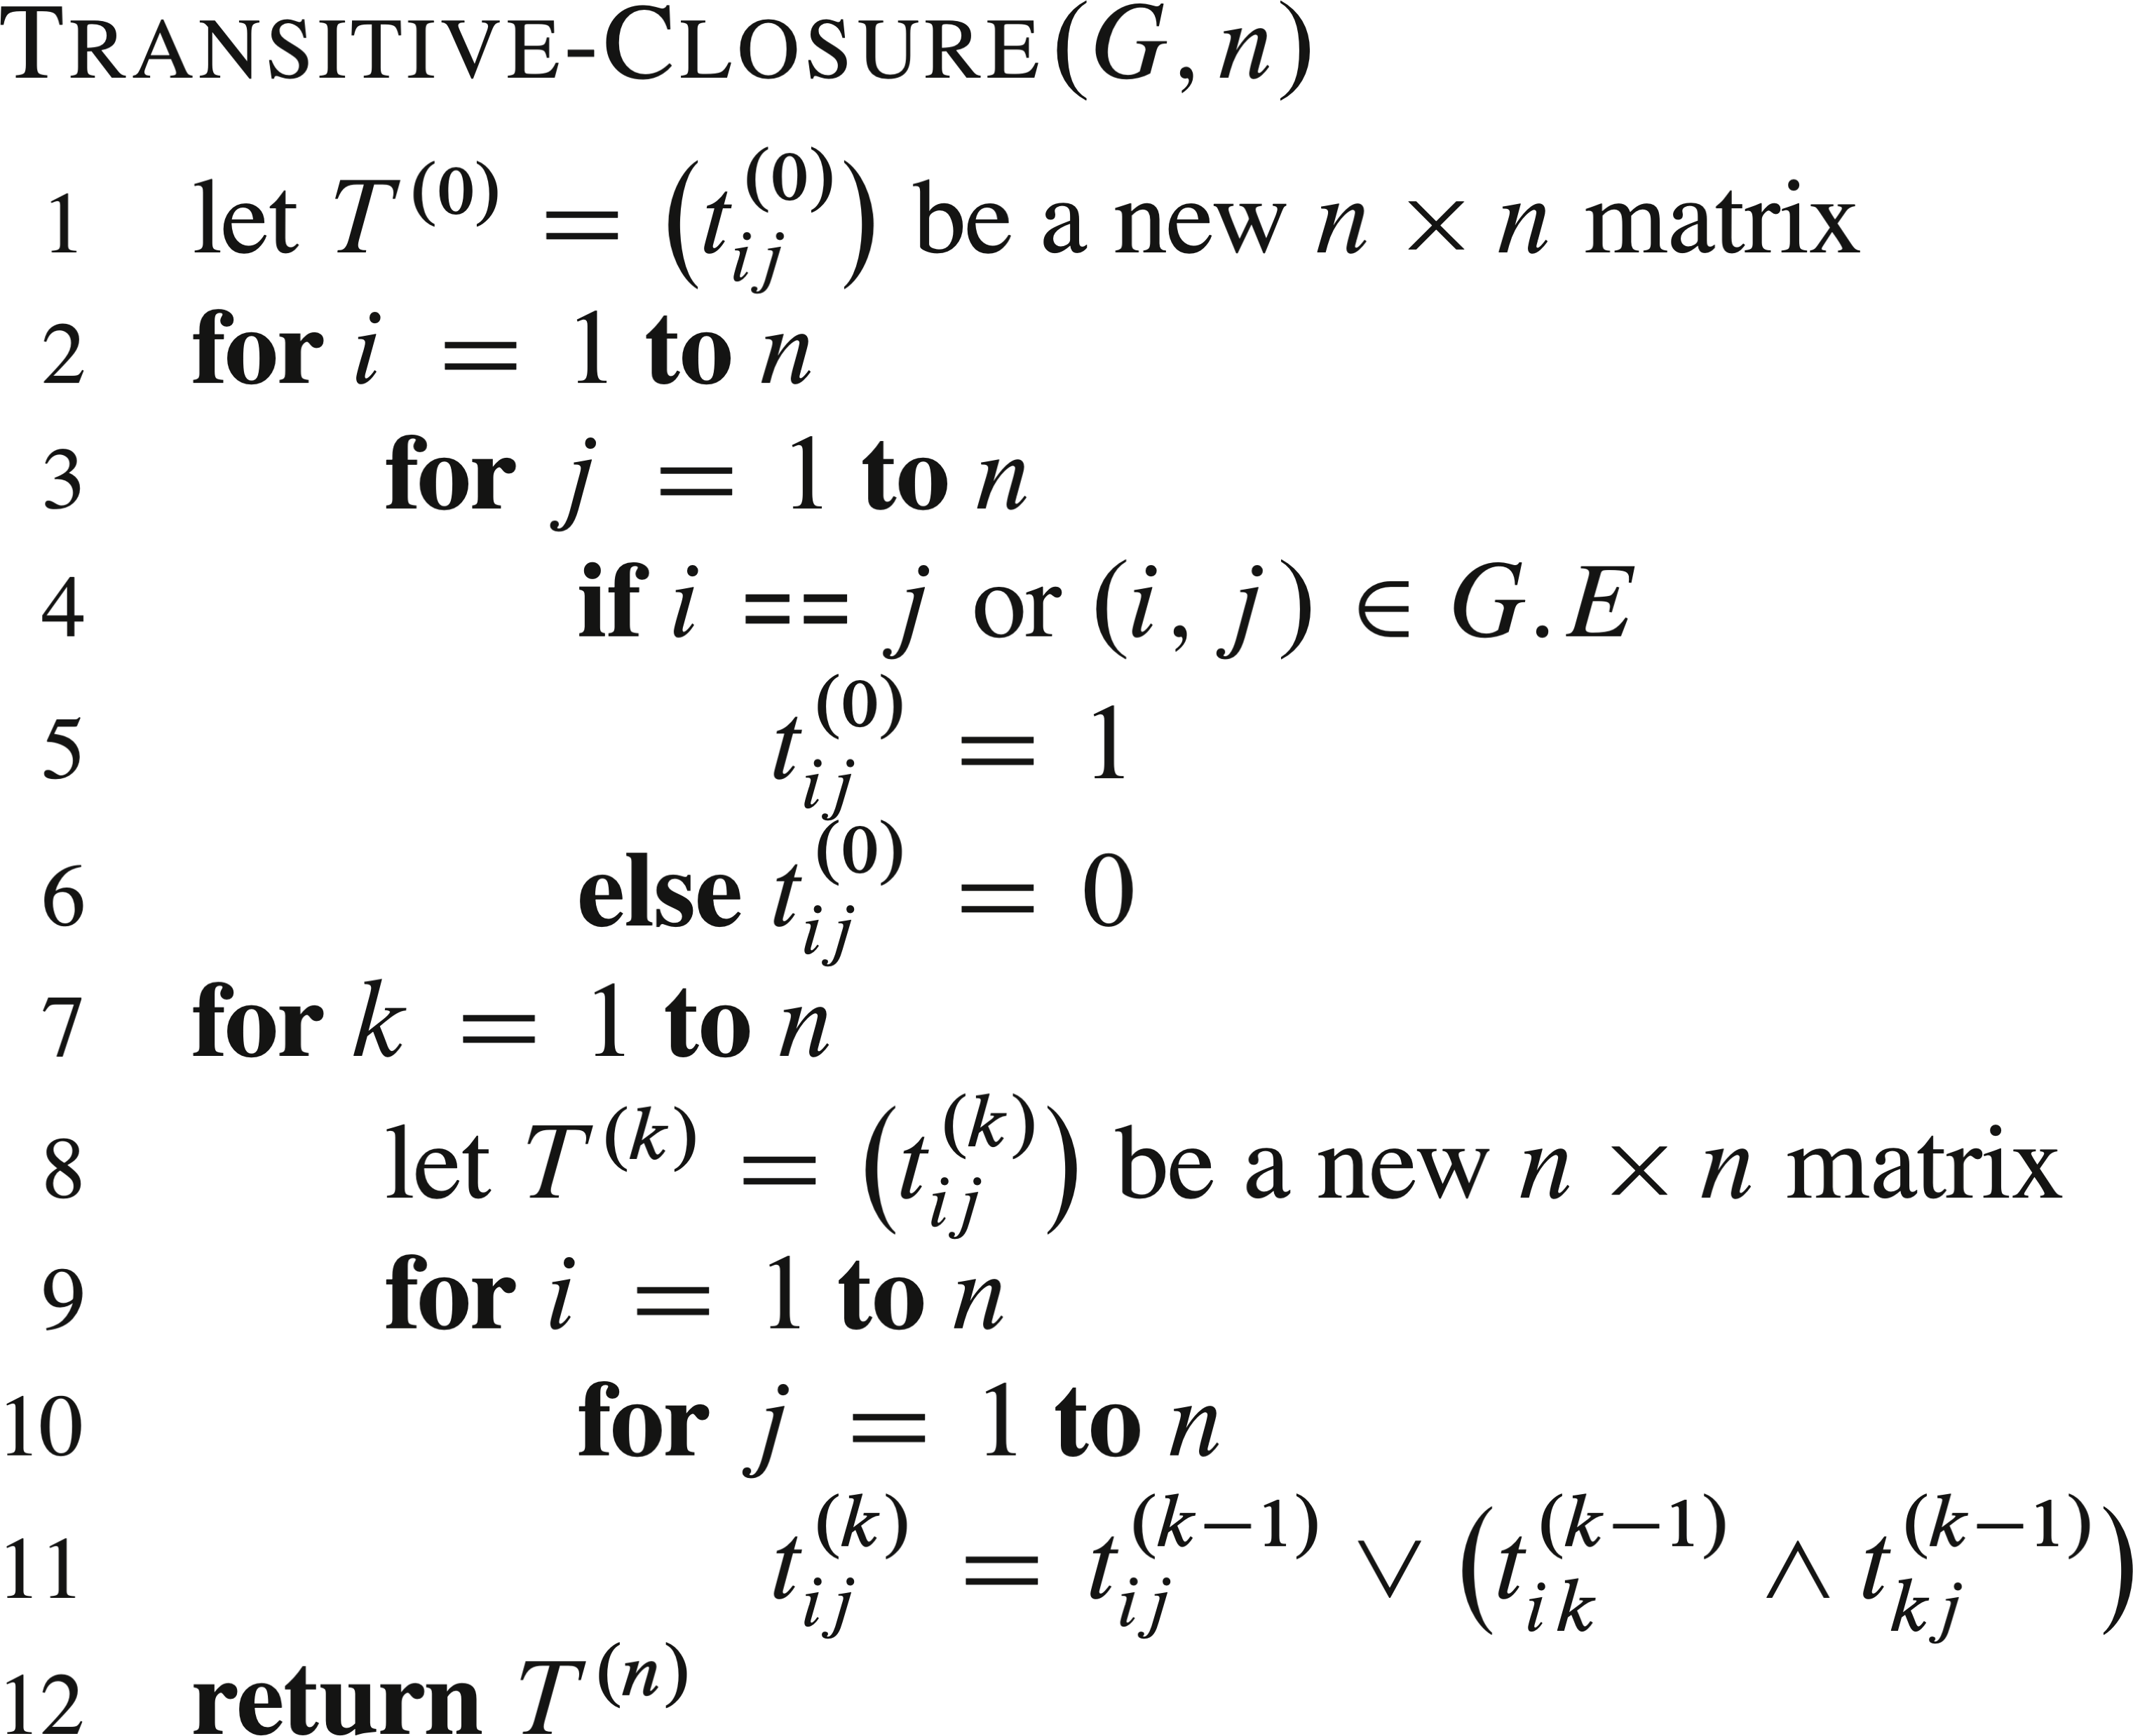 TRANSITIVE-CLOSURE(G, n)
1 let T^(0) = (t_ij^(0)) be a new n × n matrix
2 for i = 1 to n
3 for j = 1 to n
4 if i == j or (i, j) ∈ G.E
5 t_ij^(0) = 1
6 else t_ij^(0) = 0
7 for k = 1 to n
8 let T^(k) = (t_ij^(k)) be a new n × n matrix
9 for i = 1 to n
10 for j = 1 to n
11 t_ij^(k) = t_ij^(k−1) ∨ (t_ik^(k−1) ∧ t_kj^(k−1))
12 return T^(n)